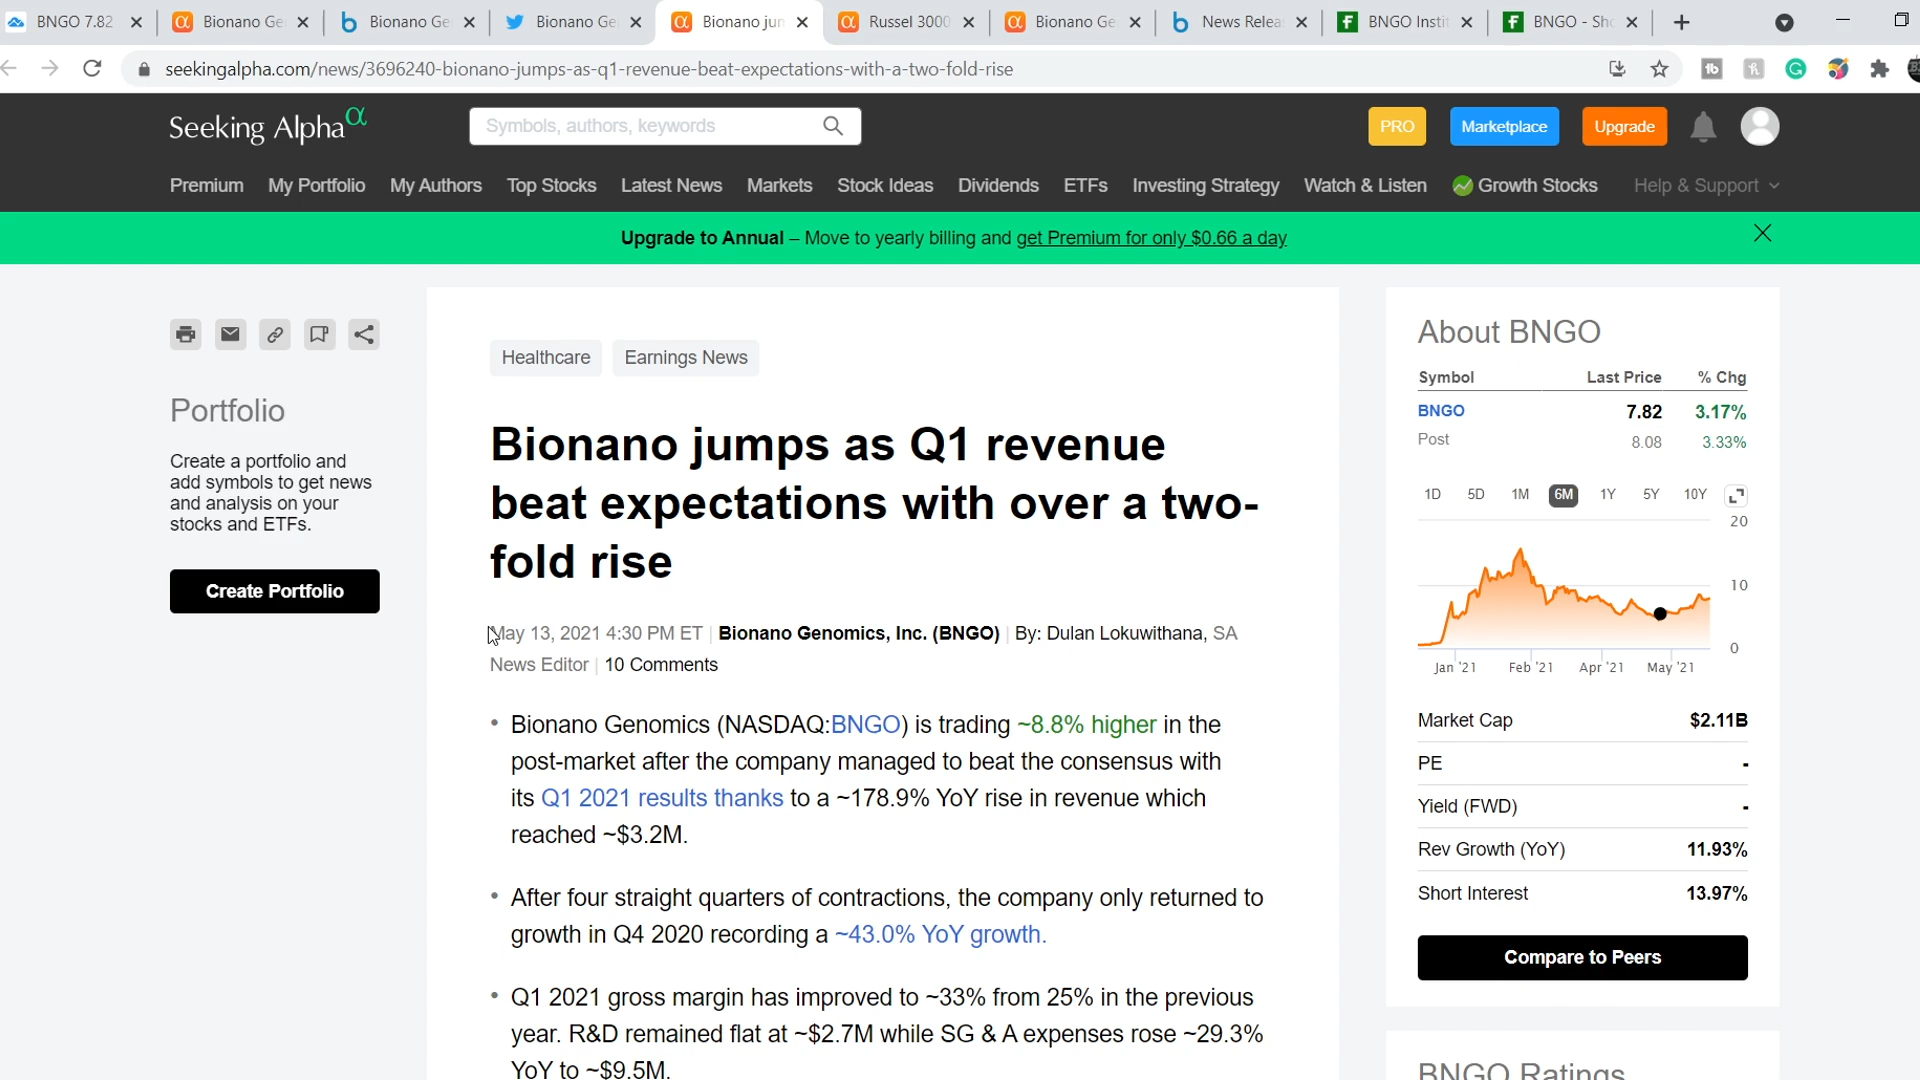 BNGO 7.82
Bionano Ge
Bionano Ge
Bionano Ge
Bionano jun
Russel 3000
Bionano Ge
News Relea
BNGO Instit
BNGO - Sho
seekingalpha.com/news/3696240-bionano-jumps-as-q1-revenue-beat-expectations-with-a-two-fold-rise
Seeking Alpha α
Symbols, authors, keywords
PRO
Marketplace
Upgrade
Premium
My Portfolio
My Authors
Top Stocks
Latest News
Markets
Stock Ideas
Dividends
ETFs
Investing Strategy
Watch & Listen
Growth Stocks
Help & Support
Upgrade to Annual – Move to yearly billing and get Premium for only $0.66 a day
Portfolio
Create a portfolio and
add symbols to get news
and analysis on your
stocks and ETFs.
Create Portfolio
Healthcare
Earnings News
Bionano jumps as Q1 revenue
beat expectations with over a two-
fold rise
May 13, 2021 4:30 PM ET | Bionano Genomics, Inc. (BNGO) | By: Dulan Lokuwithana, SA
News Editor | 10 Comments
• Bionano Genomics (NASDAQ:BNGO) is trading ~8.8% higher in the
post-market after the company managed to beat the consensus with
its Q1 2021 results thanks to a ~178.9% YoY rise in revenue which
reached ~$3.2M.
• After four straight quarters of contractions, the company only returned to
growth in Q4 2020 recording a ~43.0% YoY growth.
• Q1 2021 gross margin has improved to ~33% from 25% in the previous
year. R&D remained flat at ~$2.7M while SG & A expenses rose ~29.3%
YoY to ~$9.5M.
About BNGO
Symbol Last Price % Chg
BNGO 7.82 3.17%
Post 8.08 3.33%
1D 5D 1M 6M 1Y 5Y 10Y
20
10
0
Jan '21 Feb '21 Apr '21 May '21
Market Cap $2.11B
PE -
Yield (FWD) -
Rev Growth (YoY) 11.93%
Short Interest 13.97%
Compare to Peers
BNGO Ratings